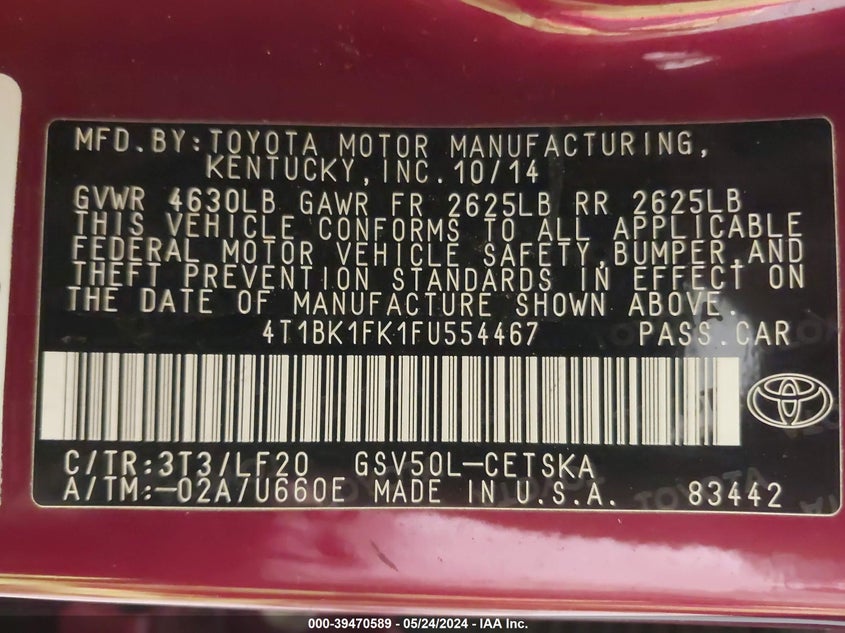 MFD.BY:TOYOTA MOTOR MANUFACTURING,
KENTUCKY,INC.10/14
GVWR 4630LB GAWR FR 2625LB RR 2625LB
THIS VEHICLE CONFORMS TO ALL APPLICABLE
FEDERAL MOTOR VEHICLE SAFETY,BUMPER,AND
THEFT PREVENTION STANDARDS IN EFFECT ON
THE DATE OF MANUFACTURE SHOWN ABOVE.
4T1BK1FK1FU554467 PASS.CAR
C/TR:3T3/LF20 GSV50L-CETSKA
A/TM:-02A/U660E MADE IN U.S.A. 83442
000-39470589 - 05/24/2024 - IAA Inc.